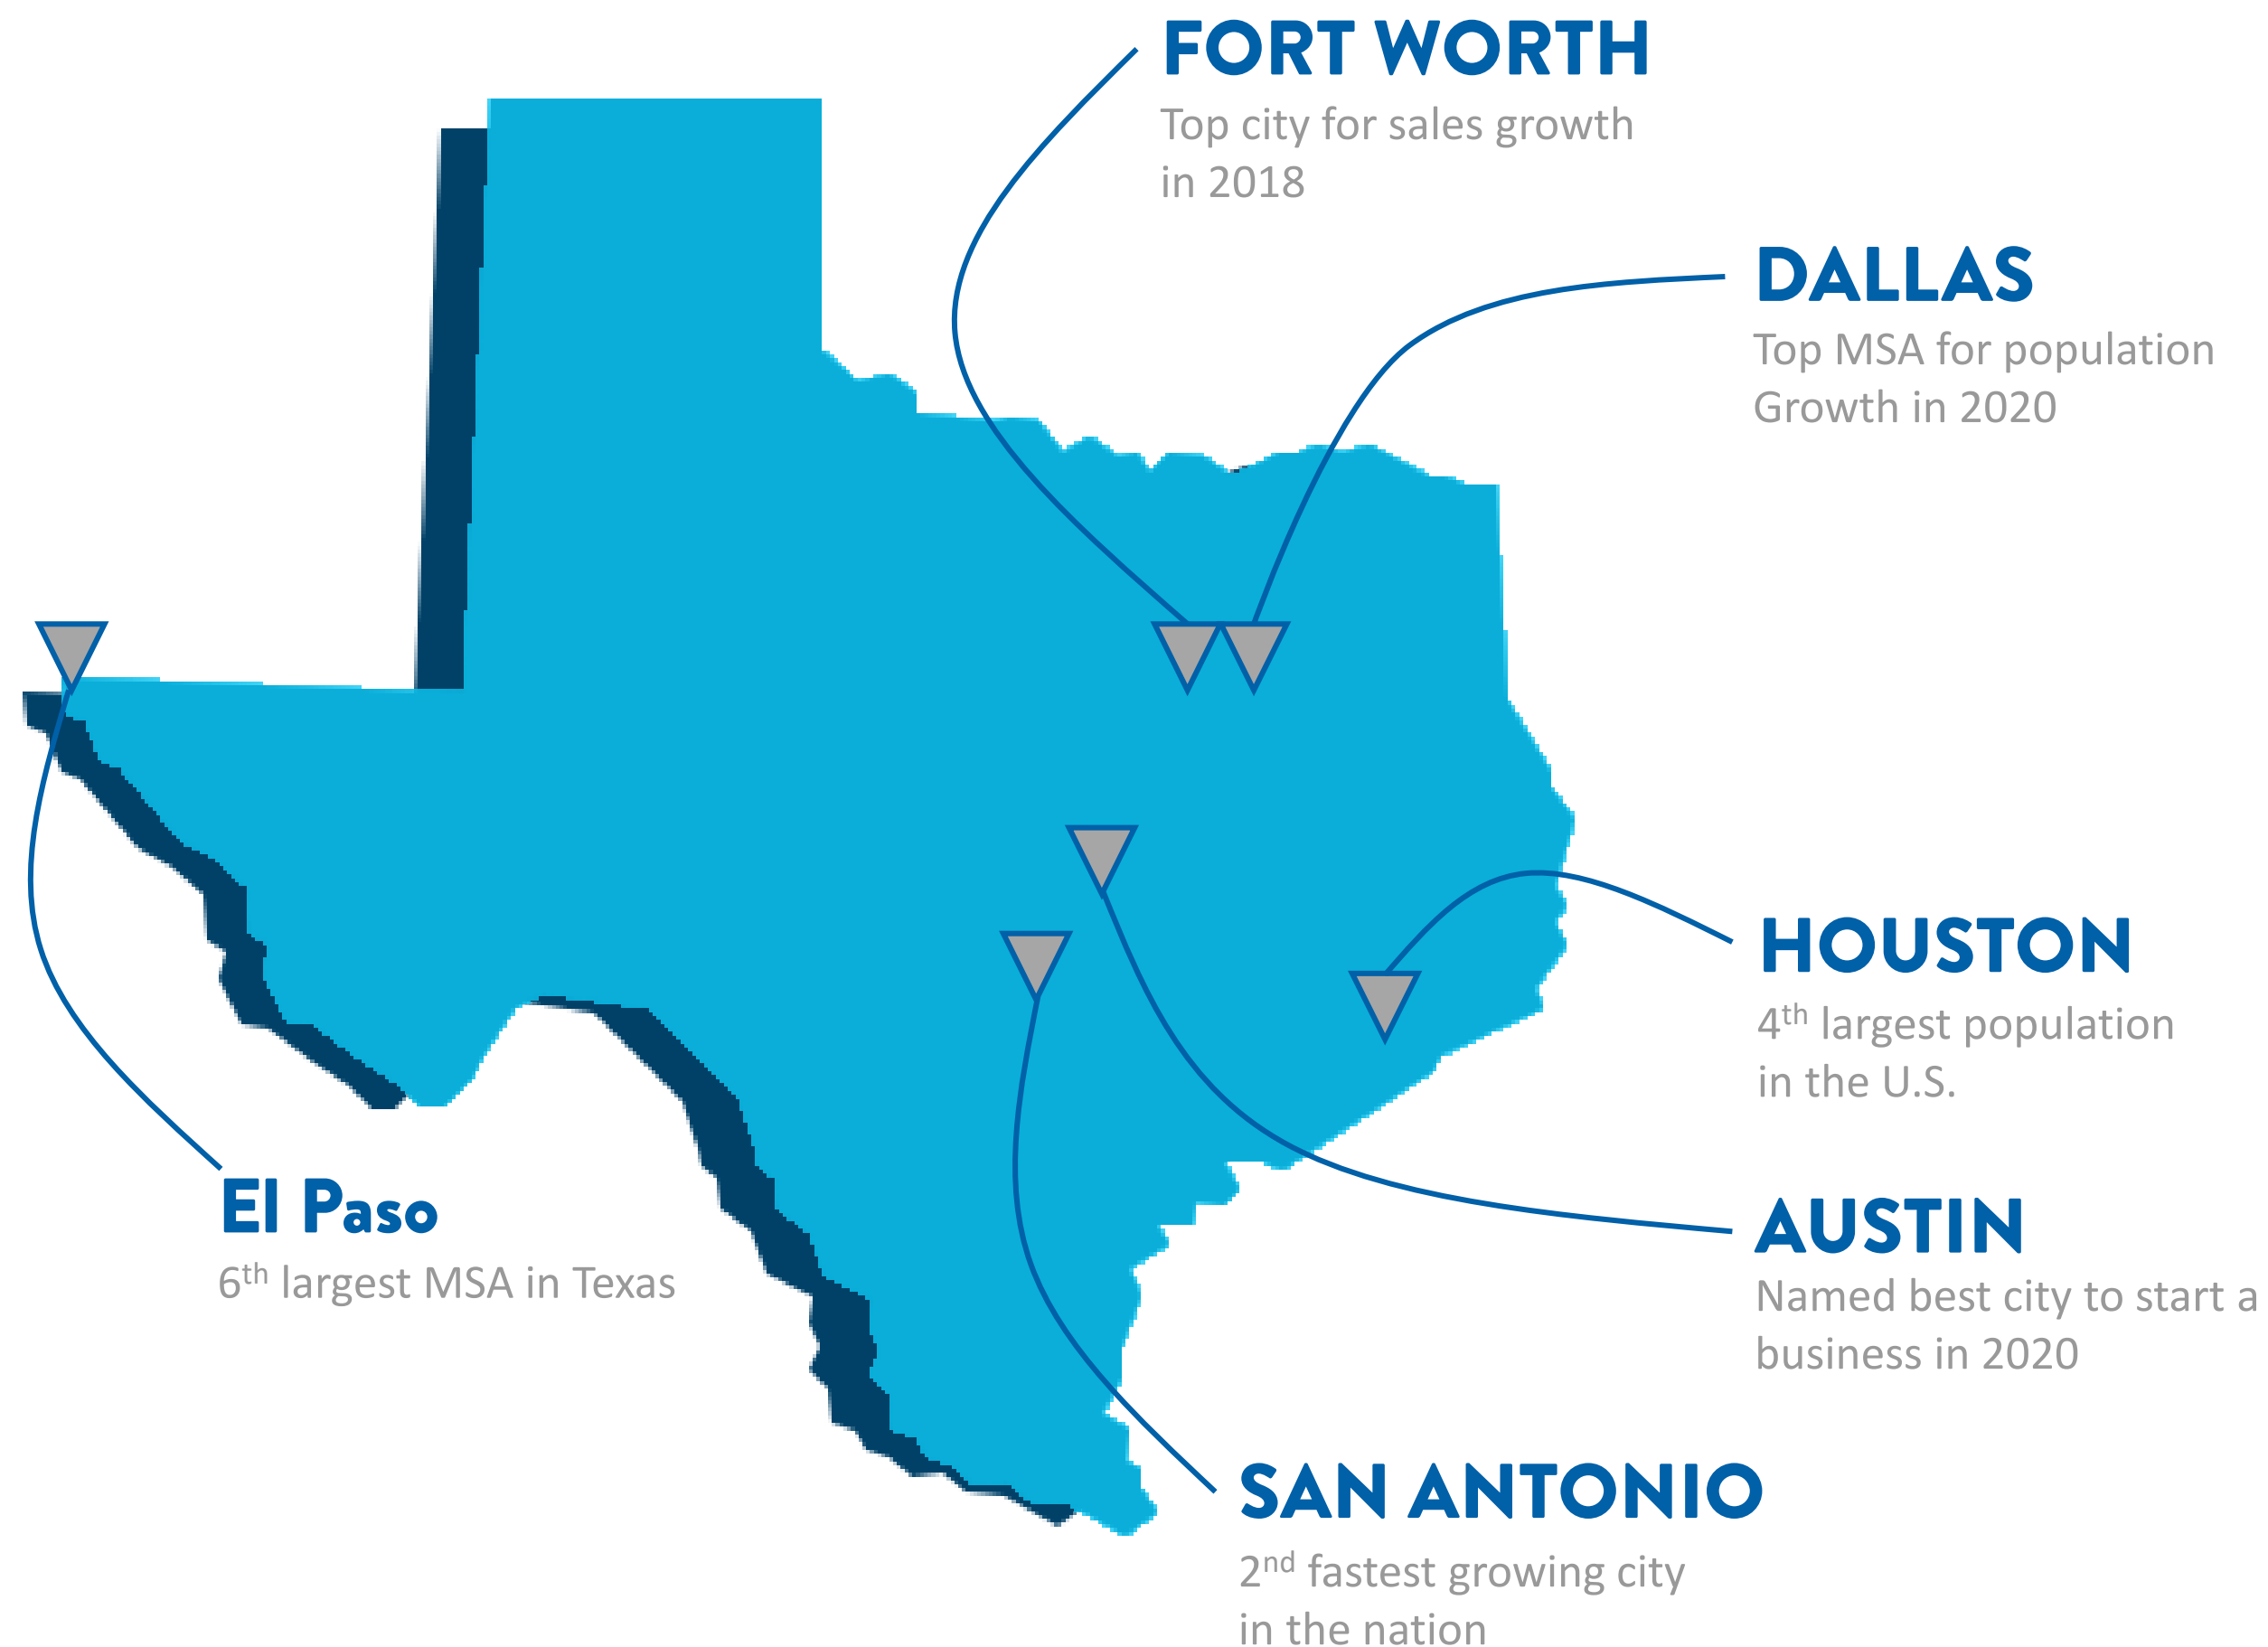 FORT WORTH
Top city for sales growth
in 2018
DALLAS
Top MSA for population
Growth in 2020
HOUSTON
4th largest population
in the U.S.
El Paso
6th largest MSA in Texas
AUSTIN
Named best city to start a
business in 2020
SAN ANTONIO
2nd fastest growing city
in the nation